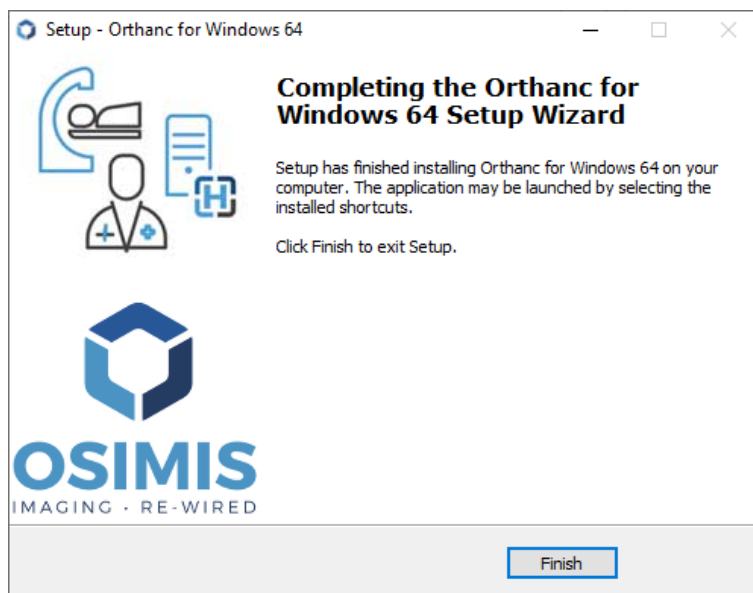 Setup - Orthanc for Windows 64
Completing the Orthanc for
Windows 64 Setup Wizard
Setup has finished installing Orthanc for Windows 64 on your
computer. The application may be launched by selecting the
installed shortcuts.
Click Finish to exit Setup.
H
OSIMIS
IMAGING · RE-WIRED
Finish